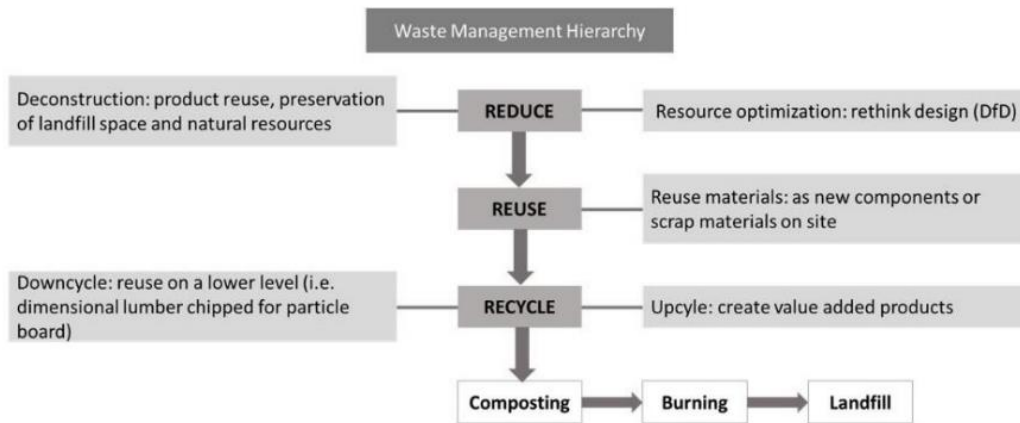 Waste Management Hierarchy
Deconstruction: product reuse, preservation
of landfill space and natural resources
REDUCE
Resource optimization: rethink design (DfD)
REUSE
Reuse materials: as new components or
scrap materials on site
Downcycle: reuse on a lower level (i.e.
dimensional lumber chipped for particle
board)
RECYCLE
Upcyle: create value added products
Composting
Burning
Landfill